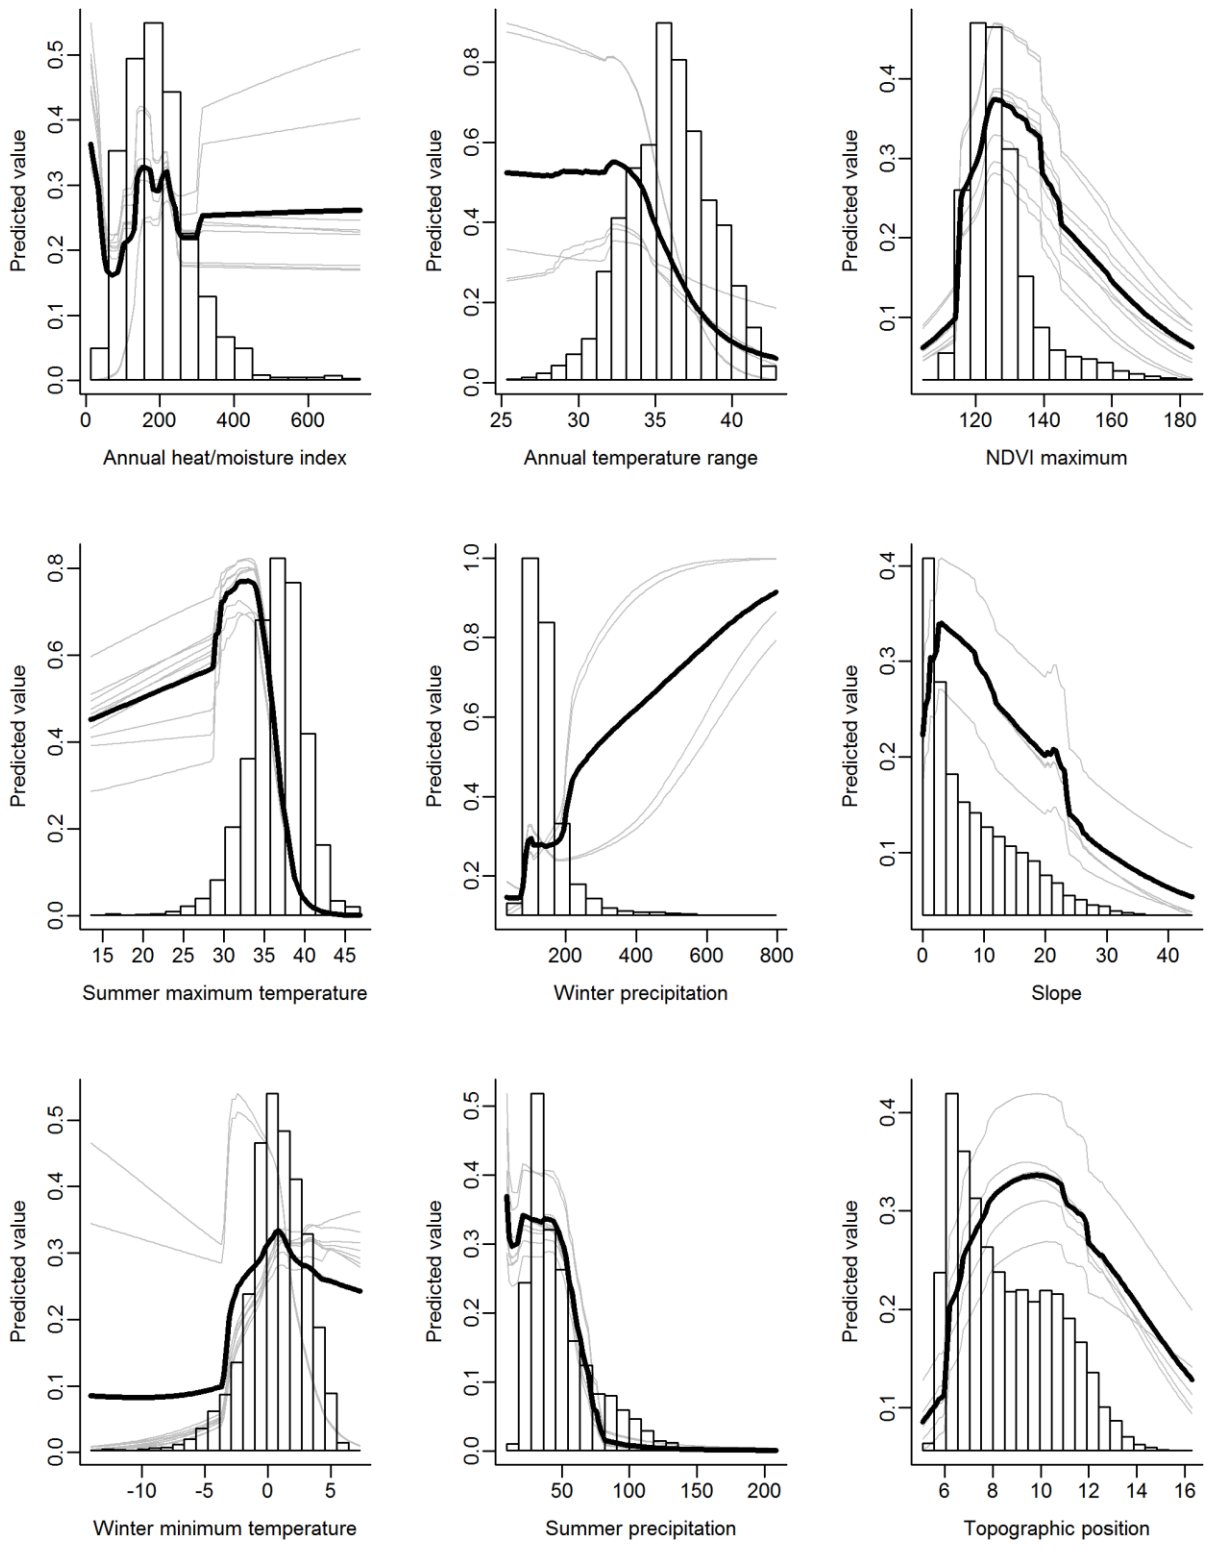 Predicted value
0.0 0.1 0.2 0.3 0.4 0.5
0 200 400 600
Annual heat/moisture index
Predicted value
0.0 0.2 0.4 0.6 0.8
25 30 35 40
Annual temperature range
Predicted value
0.1 0.2 0.3 0.4
120 140 160 180
NDVI maximum
Predicted value
0.0 0.2 0.4 0.6 0.8
15 20 25 30 35 40 45
Summer maximum temperature
Predicted value
0.2 0.4 0.6 0.8 1.0
200 400 600 800
Winter precipitation
Predicted value
0.1 0.2 0.3 0.4
0 10 20 30 40
Slope
Predicted value
0.0 0.1 0.2 0.3 0.4 0.5
-10 -5 0 5
Winter minimum temperature
Predicted value
0.0 0.1 0.2 0.3 0.4 0.5
50 100 150 200
Summer precipitation
Predicted value
0.1 0.2 0.3 0.4
6 8 10 12 14 16
Topographic position